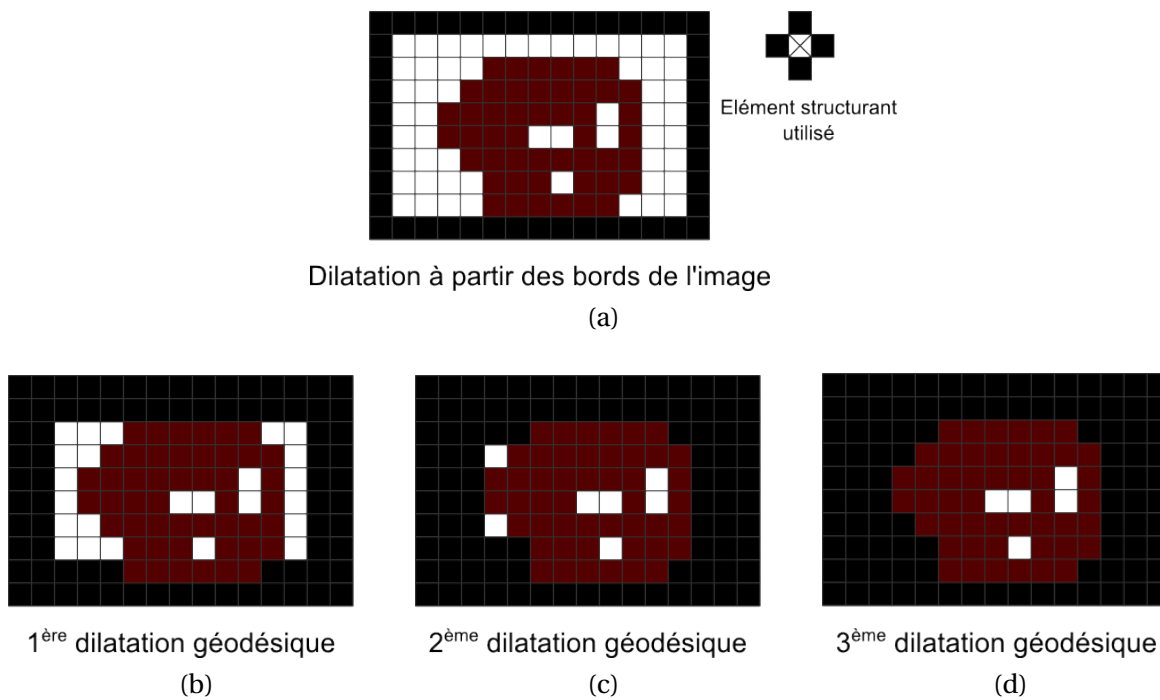 Elément structurant
utilisé
Dilatation à partir des bords de l'image
(a)
1ère dilatation géodésique
2ème dilatation géodésique
3ème dilatation géodésique
(b)
(c)
(d)